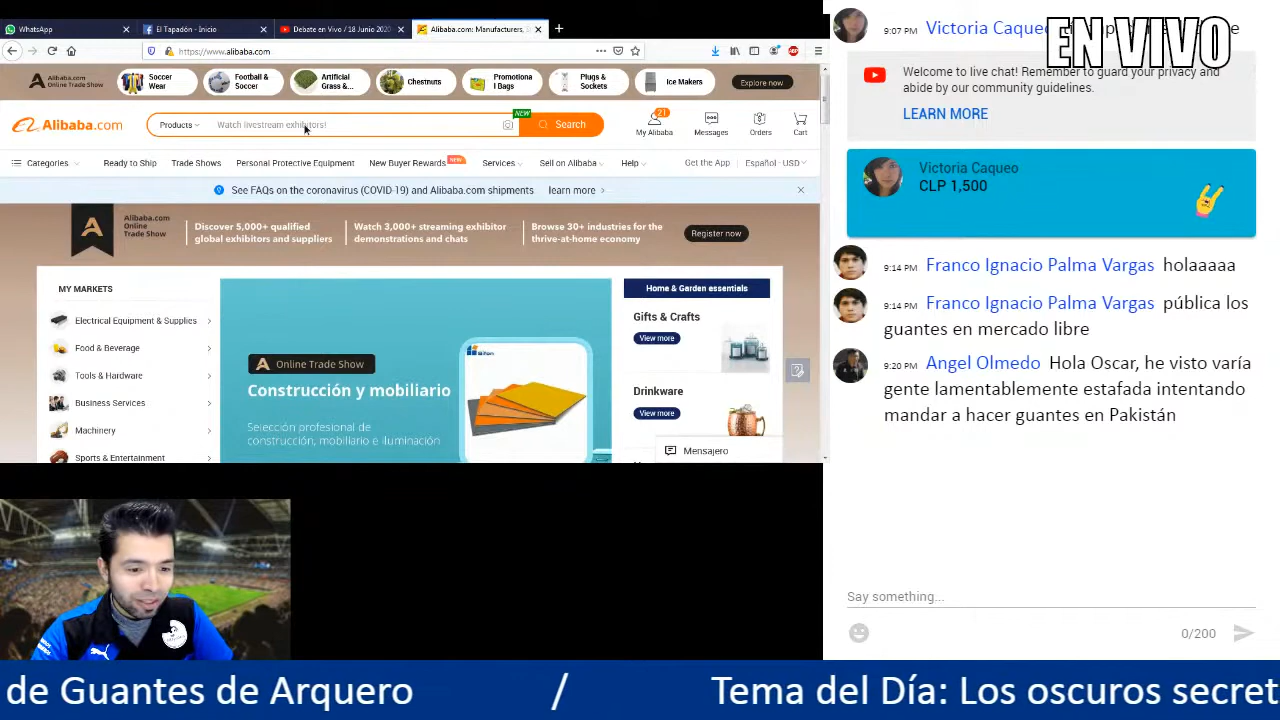 WhatsApp
El Tapadón - Inicio
Debate en Vivo / 18 Junio 2020
Alibaba.com: Manufacturers, S
https://www.alibaba.com
Alibaba.com
Online
Trade Show
Soccer
Wear
Football &
Soccer
Artificial
Grass &...
Chestnuts
Promotiona
l Bags
Plugs &
Sockets
Ice Makers
Explore now
Alibaba.com
Products
Watch livestream exhibitors!
NEW
Search
21
My Alibaba
Messages
Orders
Cart
Categories
Ready to Ship
Trade Shows
Personal Protective Equipment
New Buyer Rewards
NEW
Services
Sell on Alibaba
Help
Get the App
Español - USD
See FAQs on the coronavirus (COVID-19) and Alibaba.com shipments
learn more
Alibaba.com
Online
Trade Show
Discover 5,000+ qualified
global exhibitors and suppliers
Watch 3,000+ streaming exhibitor
demonstrations and chats
Browse 30+ industries for the
thrive-at-home economy
Register now
MY MARKETS
Electrical Equipment & Supplies
Food & Beverage
Tools & Hardware
Business Services
Machinery
Sports & Entertainment
Online Trade Show
Construcción y mobiliario
Selección profesional de
construcción, mobiliario e iluminación
Home & Garden essentials
Gifts & Crafts
View more
Drinkware
View more
Mensajero
EN VIVO
9:07 PM Victoria Caqueo
Welcome to live chat! Remember to guard your privacy and
abide by our community guidelines.
LEARN MORE
Victoria Caqueo
CLP 1,500
9:14 PM Franco Ignacio Palma Vargas holaaaaa
9:14 PM Franco Ignacio Palma Vargas pública los
guantes en mercado libre
9:20 PM Angel Olmedo Hola Oscar, he visto varía
gente lamentablemente estafada intentando
mandar a hacer guantes en Pakistán
Say something...
0/200
de Guantes de Arquero / Tema del Día: Los oscuros secret